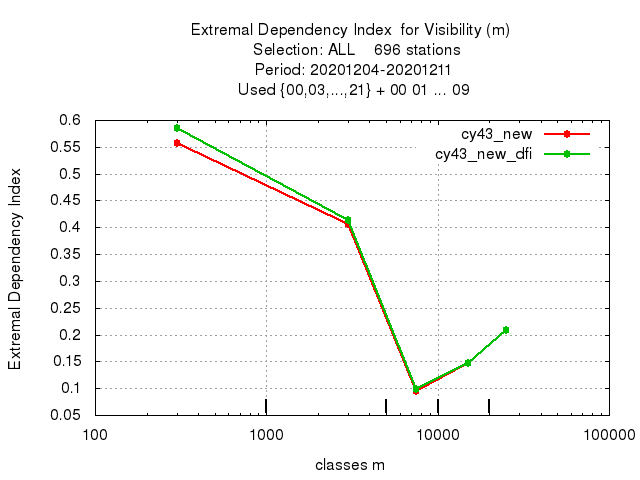 Extremal Dependency Index  for Visibility (m)
Selection: ALL    696 stations
Period: 20201204-20201211
Used {00,03,...,21} + 00 01 ... 09
cy43_new
cy43_new_dfi
Extremal Dependency Index
0.6
0.55
0.5
0.45
0.4
0.35
0.3
0.25
0.2
0.15
0.1
0.05
100
1000
10000
100000
classes m